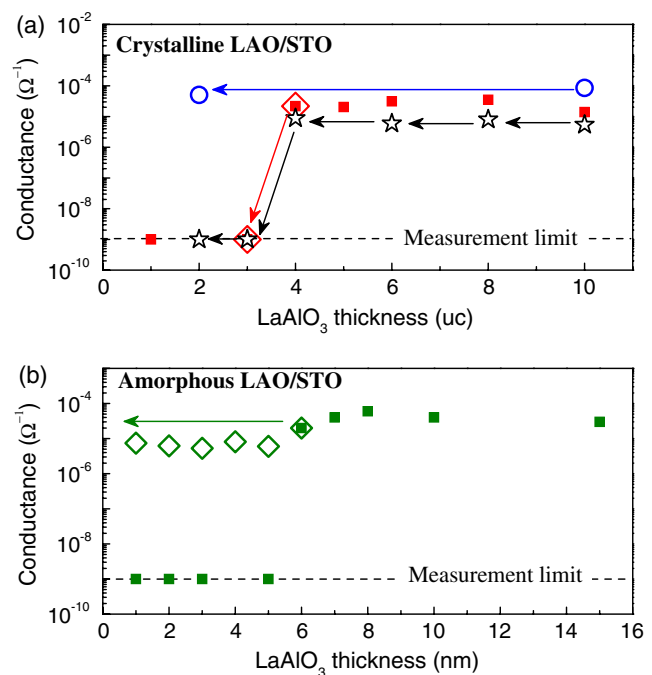 (a)
Crystalline LAO/STO
Conductance (Ω⁻¹)
10⁻²
10⁻⁴
10⁻⁶
10⁻⁸
10⁻¹⁰
Measurement limit
0 2 4 6 8 10
LaAlO₃ thickness (uc)
(b)
Amorphous LAO/STO
Conductance (Ω⁻¹)
10⁻²
10⁻⁴
10⁻⁶
10⁻⁸
10⁻¹⁰
Measurement limit
0 2 4 6 8 10 12 14 16
LaAlO₃ thickness (nm)